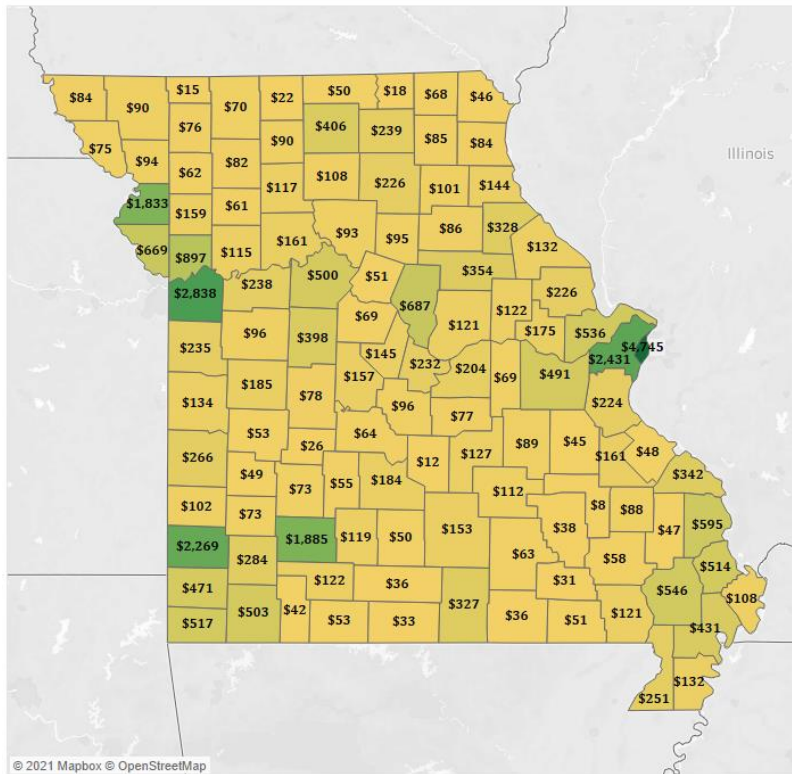 $84 $90 $15 $70 $22 $50 $18 $68 $46
$75 $94 $76 $82 $90 $406 $239 $85 $84
Illinois
$62 $117 $108 $226 $101 $144
$1,833 $159 $61 $161 $93 $95 $86 $328 $132
$669 $897 $115 $500 $51 $354
$2,838 $238 $687 $226
$96 $398 $69 $121 $122 $175 $536 $4,745
$235 $145 $232 $204 $69 $491 $2,431
$134 $185 $78 $157 $96 $77 $224
$53 $26 $64 $12 $127 $89 $45 $161 $48
$266 $49 $73 $55 $184 $112 $342
$102 $73 $153 $8 $88 $47 $595
$2,269 $284 $1,885 $119 $50 $63 $38 $58 $514
$471 $122 $36 $31 $546 $108
$517 $503 $42 $53 $33 $327 $36 $51 $121 $431
$251 $132
© 2021 Mapbox © OpenStreetMap